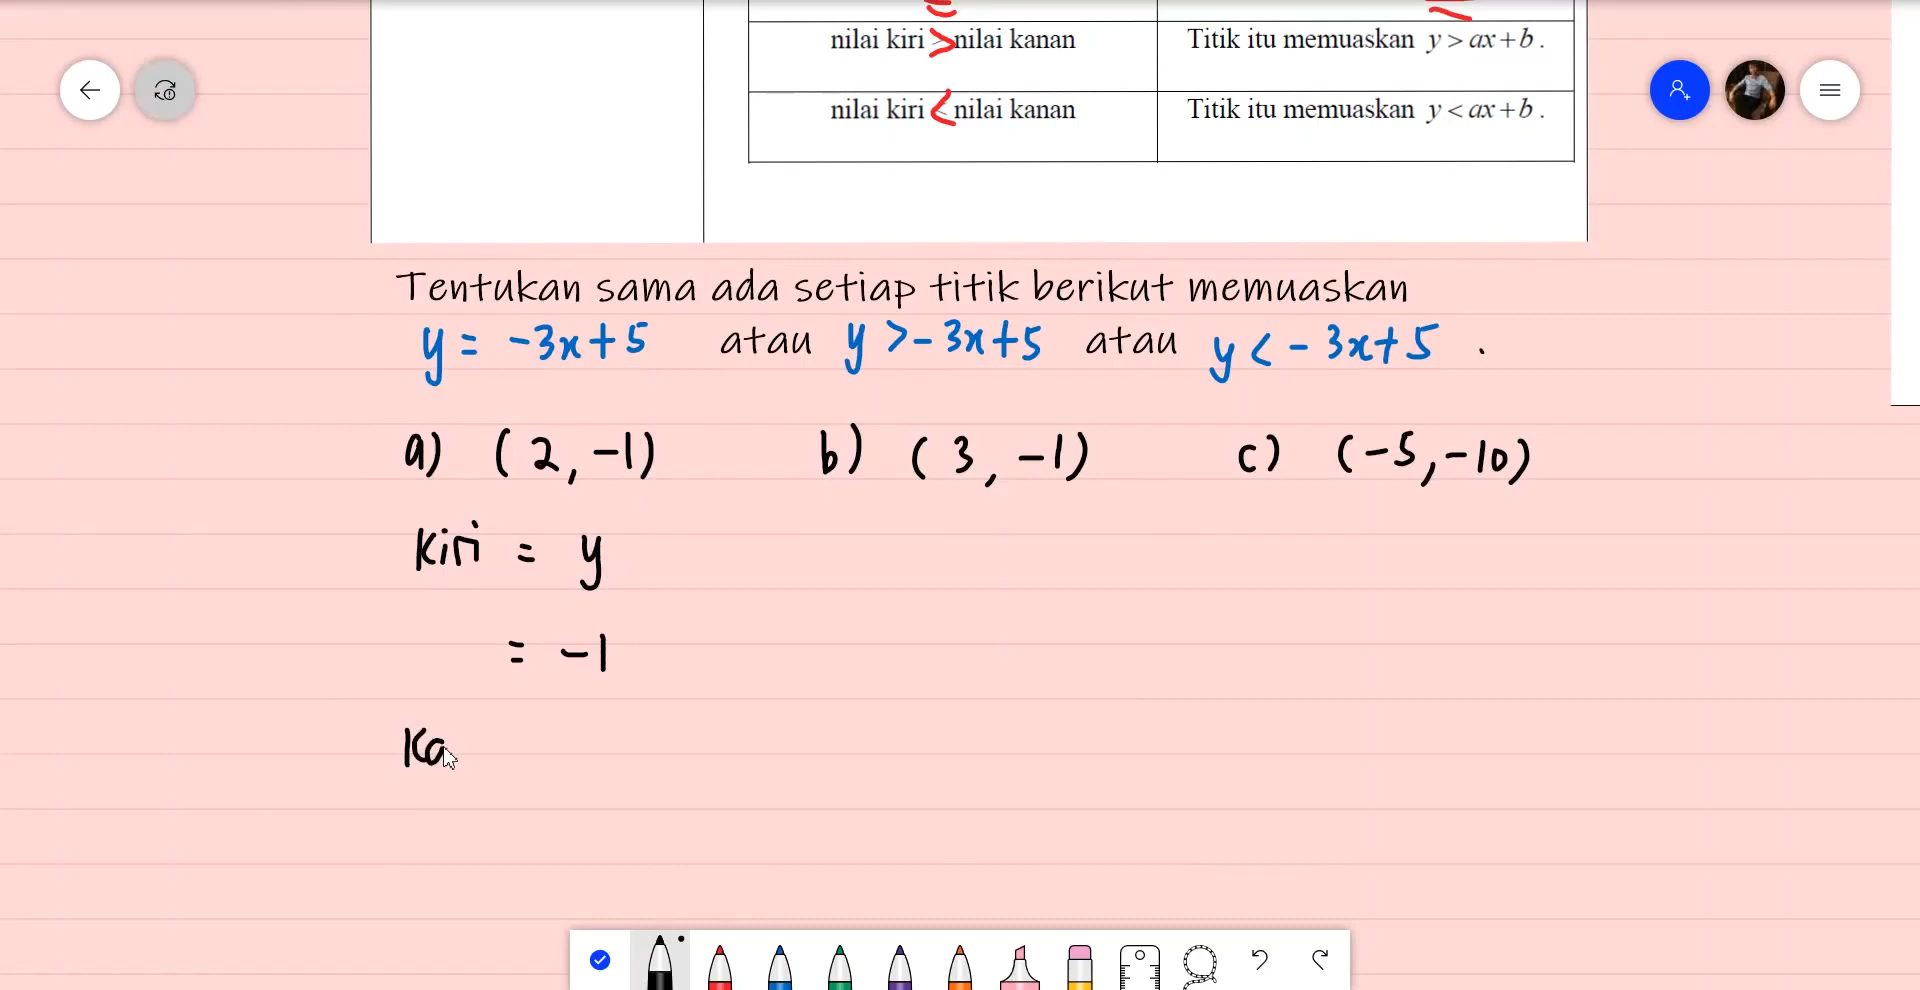 nilai kiri > nilai kanan Titik itu memuaskan y > ax + b .
nilai kiri < nilai kanan Titik itu memuaskan y < ax + b .
Tentukan sama ada setiap titik berikut memuaskan
y = -3x+5 atau y > -3x+5 atau y < -3x+5 .
a) (2, -1) b) (3, -1) c) (-5, -10)
Kiri = y
= -1
Ka